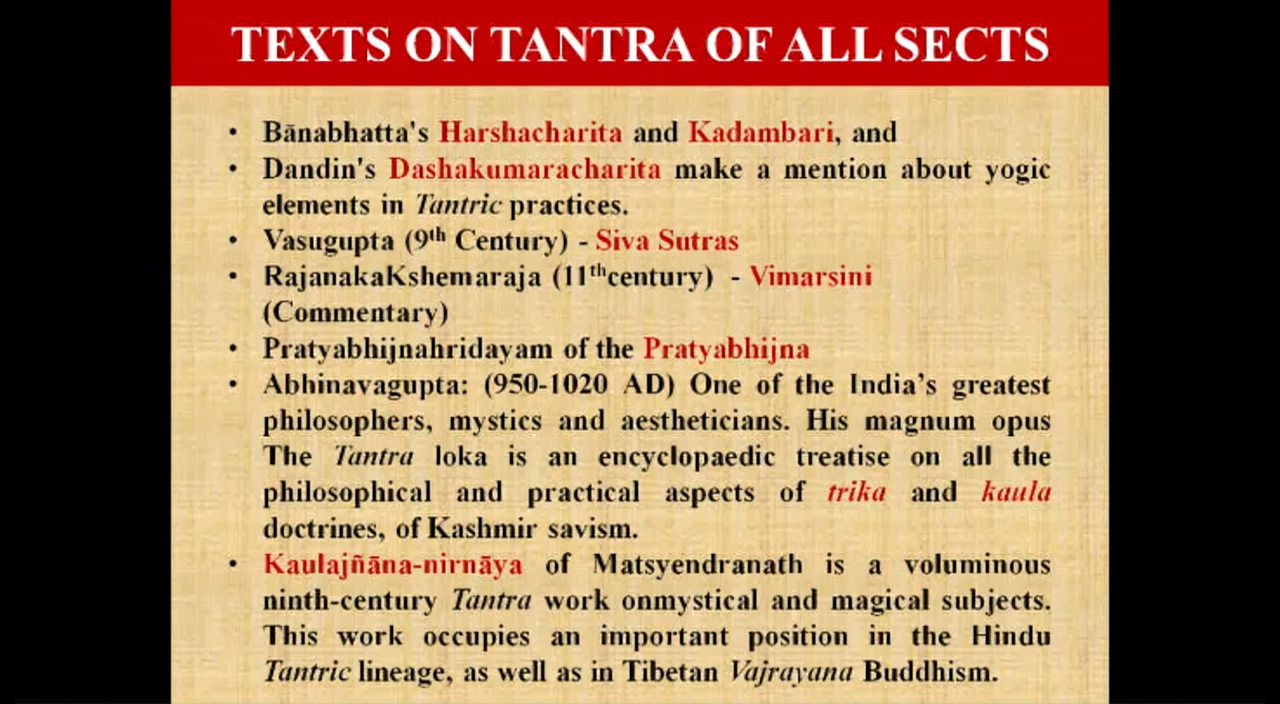 TEXTS ON TANTRA OF ALL SECTS
• Bānabhatta's Harshacharita and Kadambari, and
• Dandin's Dashakumaracharita make a mention about yogic
elements in Tantric practices.
• Vasugupta (9th Century) - Siva Sutras
• RajanakaKshemaraja (11thcentury) - Vimarsini
(Commentary)
• Pratyabhijnahridayam of the Pratyabhijna
• Abhinavagupta: (950-1020 AD) One of the India’s greatest
philosophers, mystics and aestheticians. His magnum opus
The Tantra loka is an encyclopaedic treatise on all the
philosophical and practical aspects of trika and kaula
doctrines, of Kashmir savism.
• Kaulajñāna-nirnāya of Matsyendranath is a voluminous
ninth-century Tantra work onmystical and magical subjects.
This work occupies an important position in the Hindu
Tantric lineage, as well as in Tibetan Vajrayana Buddhism.